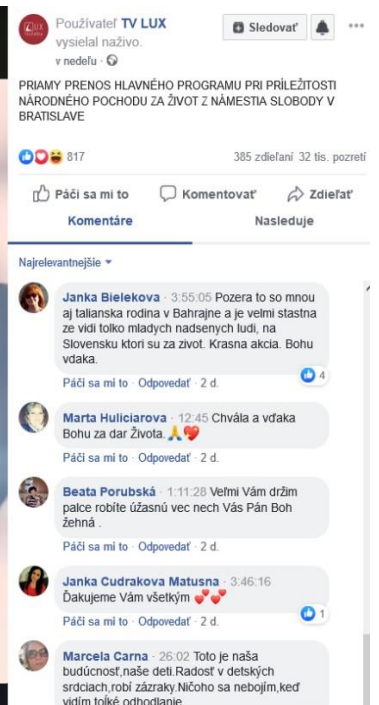 Používateľ TV LUX
vysielal naživo.
Sledovať
v nedeľu
PRIAMY PRENOS HLAVNÉHO PROGRAMU PRI PRÍLEŽITOSTI
NÁRODNÉHO POCHODU ZA ŽIVOT Z NÁMESTIA SLOBODY V
BRATISLAVE
817
385 zdieľaní 32 tis. pozretí
Páči sa mi to Komentovať Zdieľať
Komentáre Nasleduje
Najrelevantnejšie
Janka Bielekova · 3:55:05 Pozera to so mnou
aj talianska rodina v Bahrajne a je velmi stastna
ze vidi tolko mladych nadsenych ludi, na
Slovensku ktori su za zivot. Krasna akcia. Bohu
vdaka.
4
Páči sa mi to · Odpovedať · 2 d.
Marta Huliciarova · 12:45 Chvála a vďaka
Bohu za dar Života.🙏💖
Páči sa mi to · Odpovedať · 2 d.
Beata Porubská · 1:11:28 Veľmi Vám držim
palce robíte úžasnú vec nech Vás Pán Boh
žehná .
Páči sa mi to · Odpovedať · 2 d.
Janka Cudrakova Matusna · 3:46:16
Ďakujeme Vám všetkým 💕💕
1
Páči sa mi to · Odpovedať · 2 d.
Marcela Carna · 26:02 Toto je naša
budúcnosť,naše deti.Radosť v detských
srdciach,robí zázraky.Ničoho sa nebojím,keď
vidím toľké odhodlanie